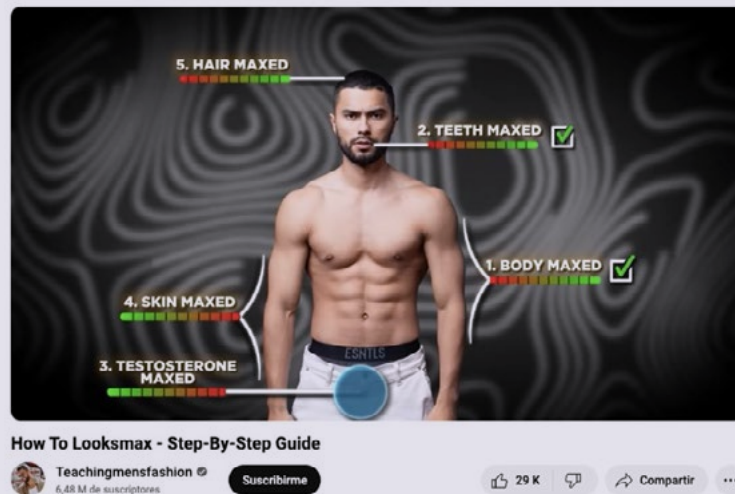 5. HAIR MAXED
2. TEETH MAXED
1. BODY MAXED
4. SKIN MAXED
3. TESTOSTERONE
MAXED
ESNTLS
How To Looksmax - Step-By-Step Guide
Teachingmensfashion
6,48 M de suscriptores
Suscribirme
29 K
Compartir